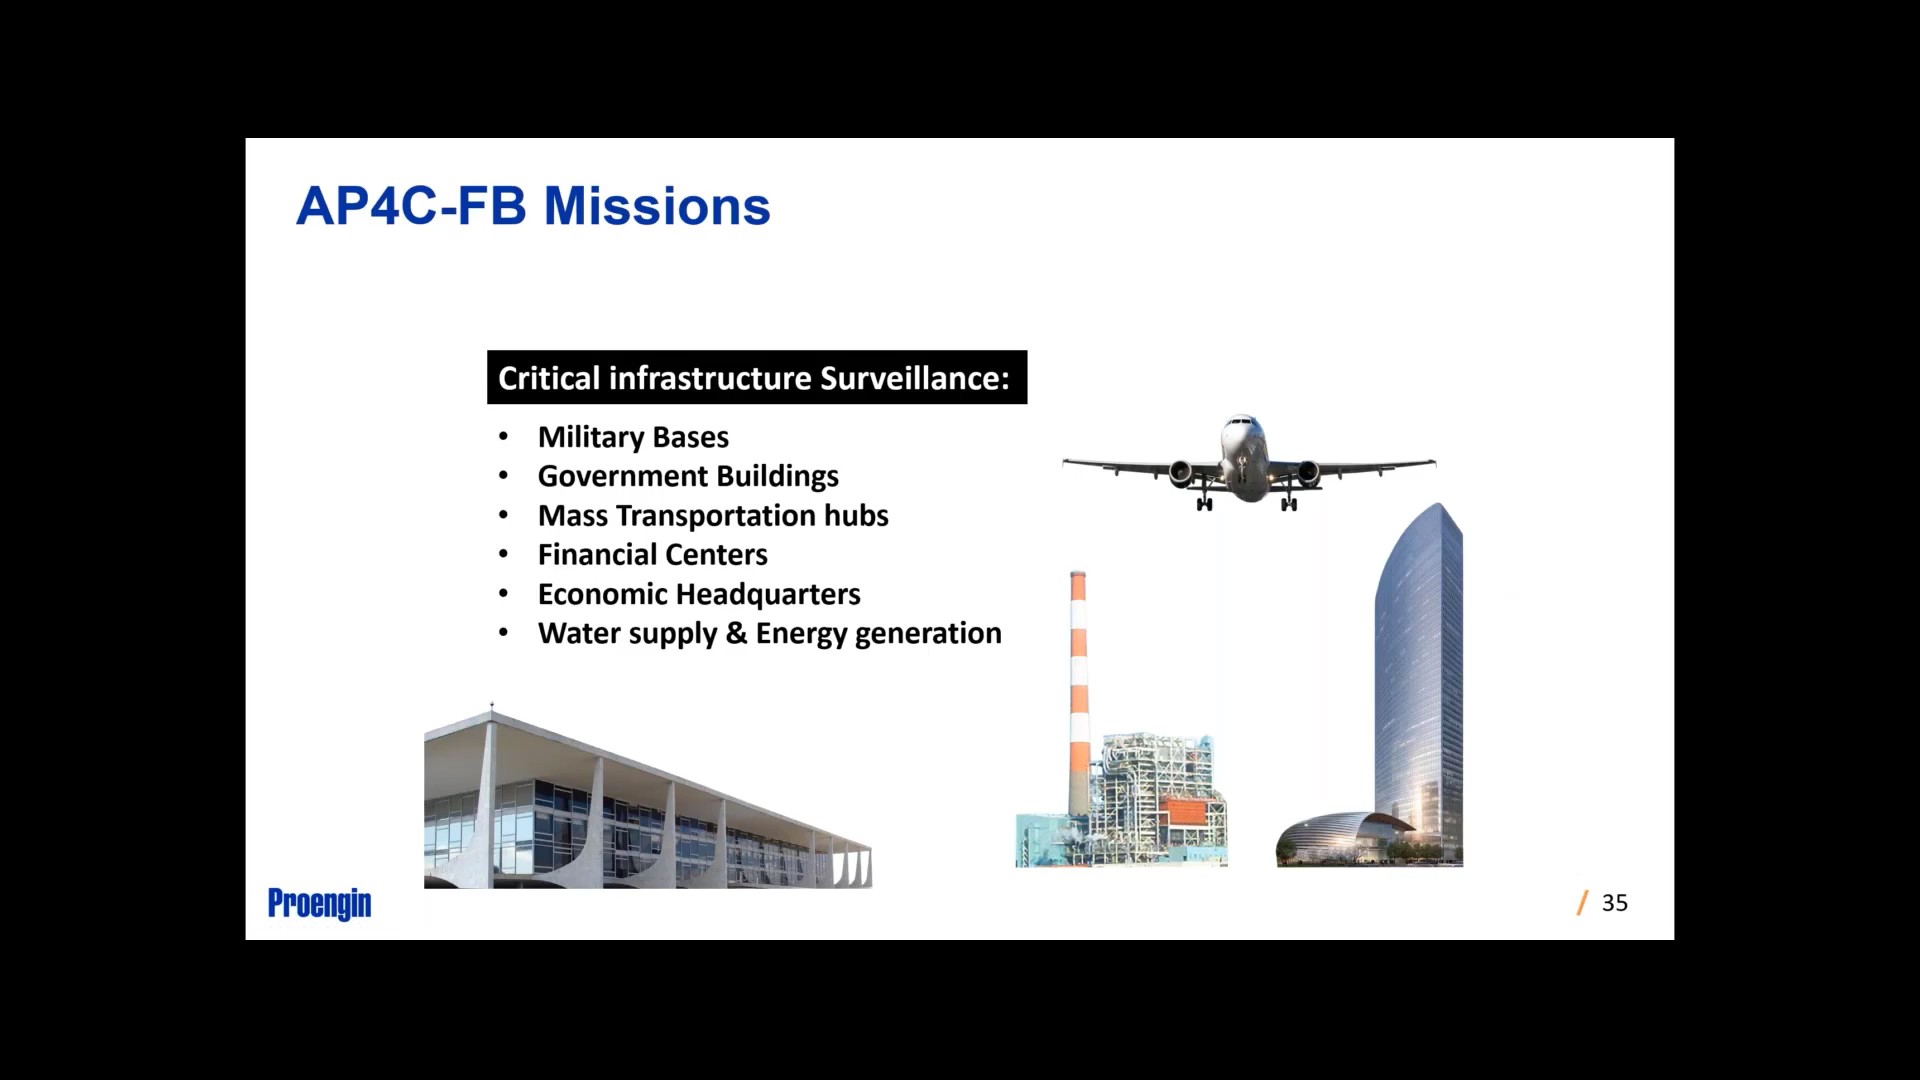 AP4C-FB Missions
Critical infrastructure Surveillance:
• Military Bases
• Government Buildings
• Mass Transportation hubs
• Financial Centers
• Economic Headquarters
• Water supply & Energy generation
Proengin
/ 35